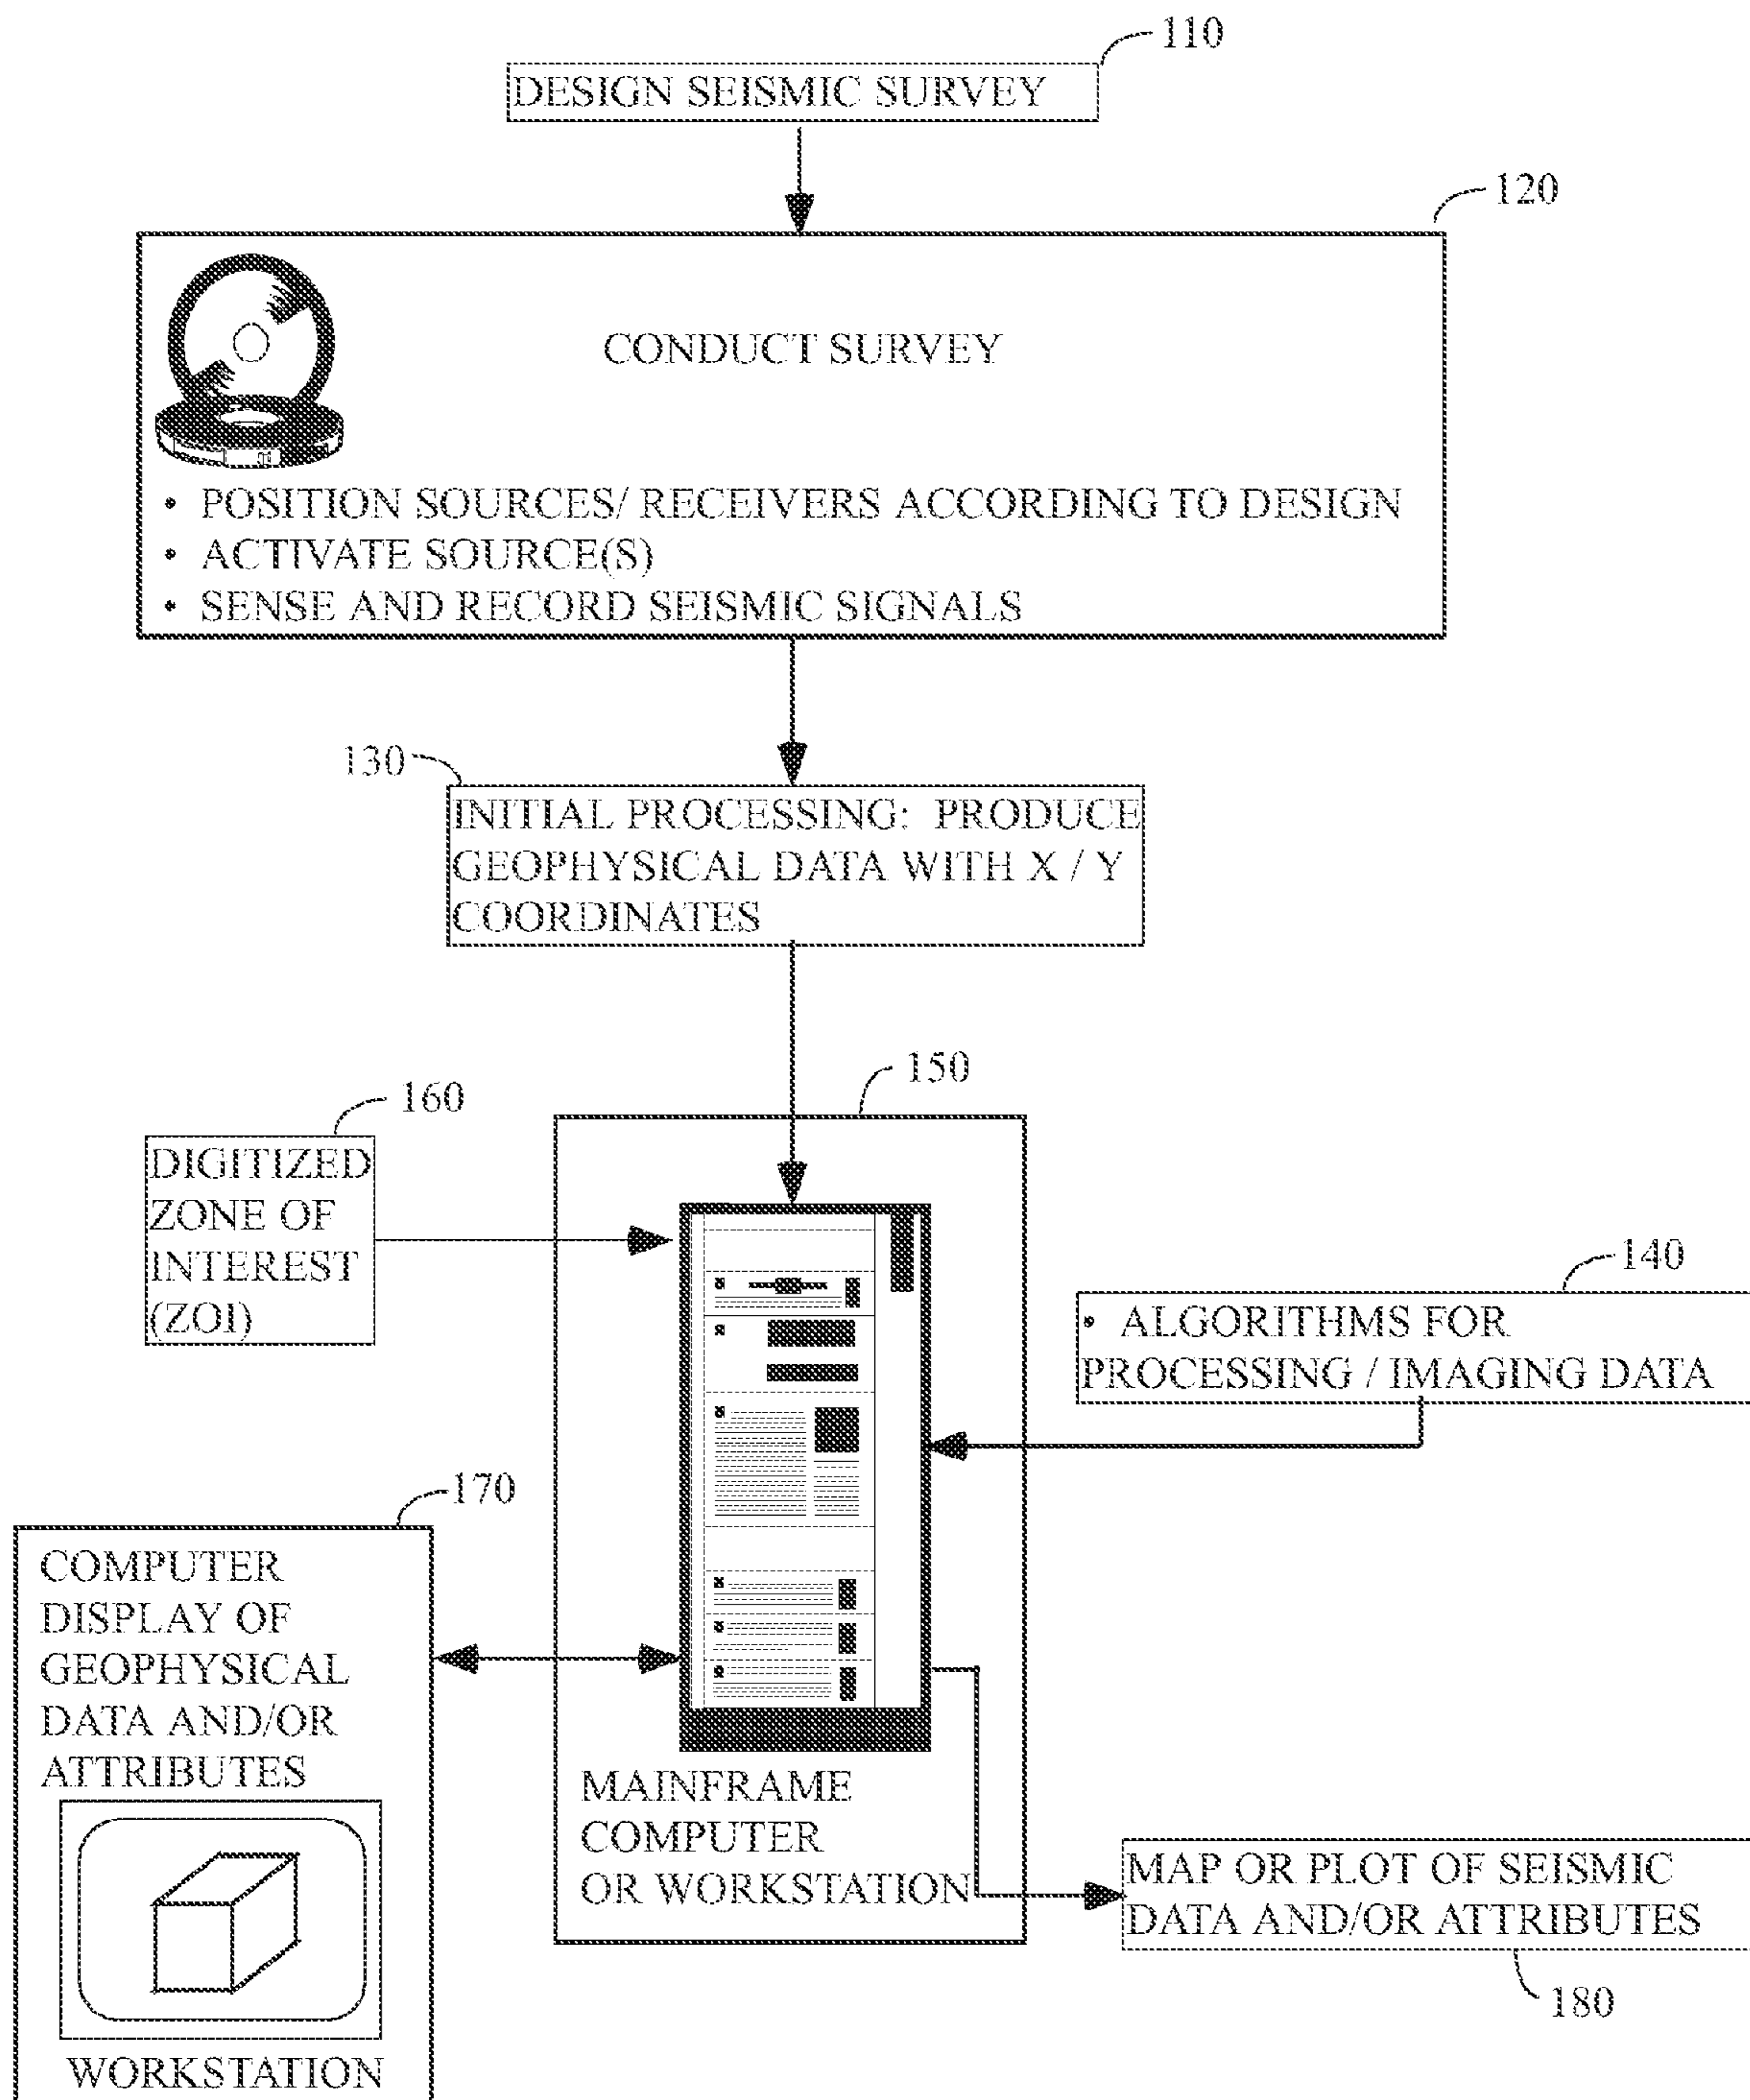 110
DESIGN SEISMIC SURVEY
120
CONDUCT SURVEY
• POSITION SOURCES/ RECEIVERS ACCORDING TO DESIGN
• ACTIVATE SOURCE(S)
• SENSE AND RECORD SEISMIC SIGNALS
130
INITIAL PROCESSING: PRODUCE
GEOPHYSICAL DATA WITH X / Y
COORDINATES
150
160
DIGITIZED
ZONE OF
INTEREST
(ZOI)
140
• ALGORITHMS FOR
PROCESSING / IMAGING DATA
170
COMPUTER
DISPLAY OF
GEOPHYSICAL
DATA AND/OR
ATTRIBUTES
WORKSTATION
MAINFRAME
COMPUTER
OR WORKSTATION
MAP OR PLOT OF SEISMIC
DATA AND/OR ATTRIBUTES
180